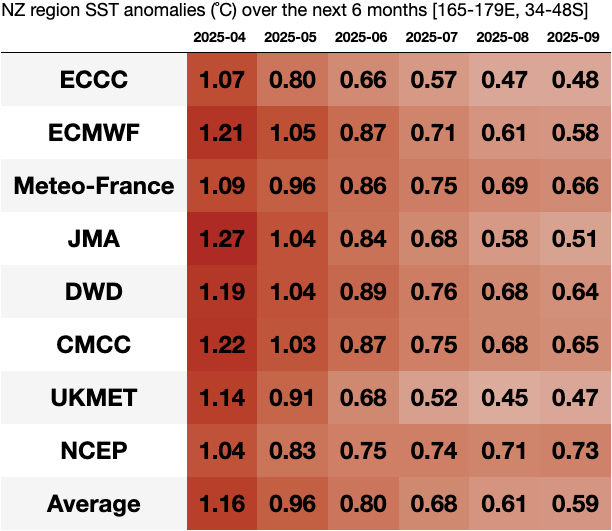 NZ region SST anomalies (℃) over the next 6 months [165-179E, 34-48S]
2025-04 2025-05 2025-06 2025-07 2025-08 2025-09
ECCC 1.07 0.80 0.66 0.57 0.47 0.48
ECMWF 1.21 1.05 0.87 0.71 0.61 0.58
Meteo-France 1.09 0.96 0.86 0.75 0.69 0.66
JMA 1.27 1.04 0.84 0.68 0.58 0.51
DWD 1.19 1.04 0.89 0.76 0.68 0.64
CMCC 1.22 1.03 0.87 0.75 0.68 0.65
UKMET 1.14 0.91 0.68 0.52 0.45 0.47
NCEP 1.04 0.83 0.75 0.74 0.71 0.73
Average 1.16 0.96 0.80 0.68 0.61 0.59